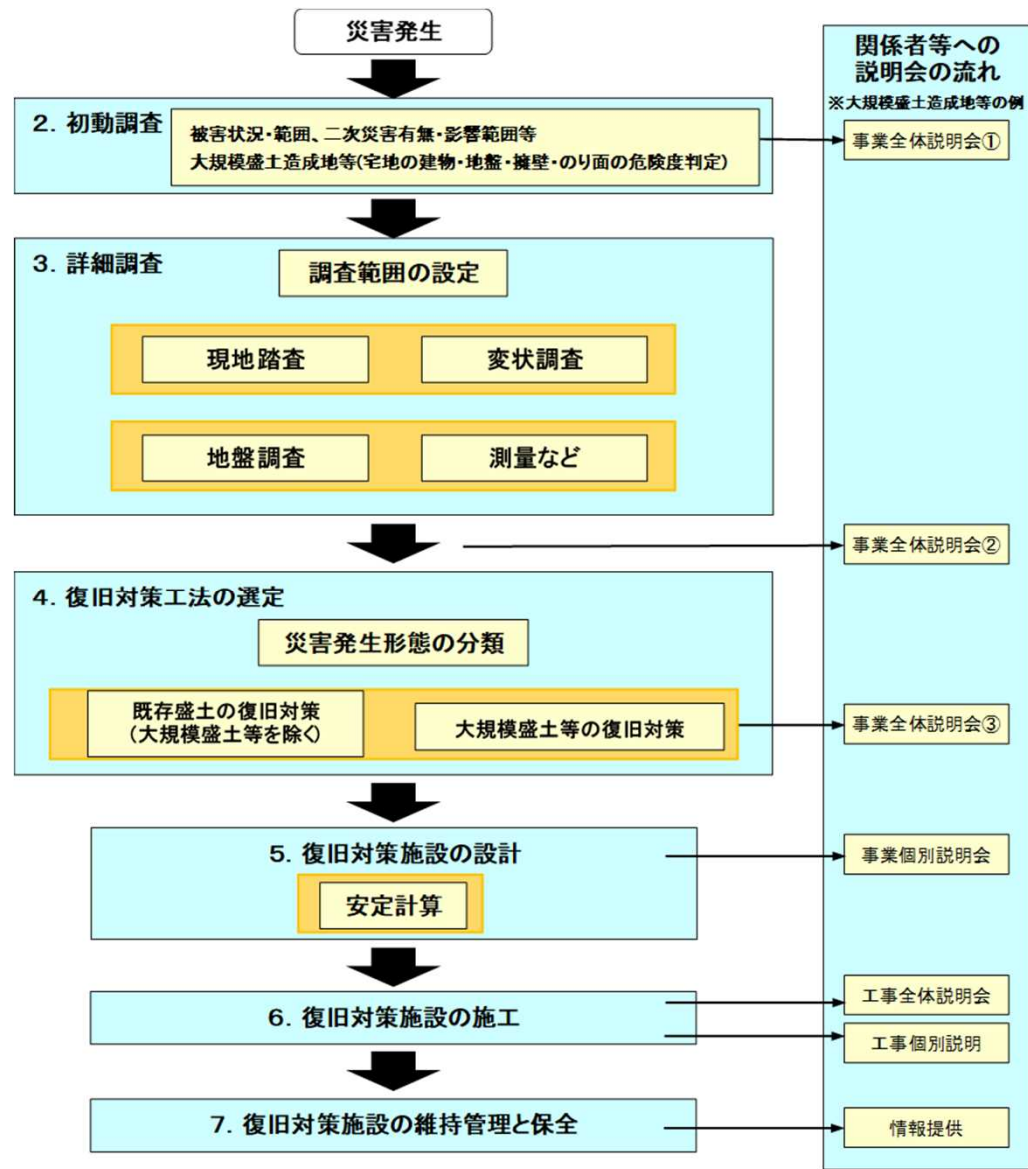 災害発生
関係者等への
説明会の流れ
※大規模盛土造成地等の例
2. 初動調査
被害状況・範囲、二次災害有無・影響範囲等
大規模盛土造成地等(宅地の建物・地盤・擁壁・のり面の危険度判定)
事業全体説明会①
3. 詳細調査
調査範囲の設定
現地踏査
変状調査
地盤調査
測量など
事業全体説明会②
4. 復旧対策工法の選定
災害発生形態の分類
既存盛土の復旧対策
(大規模盛土等を除く)
大規模盛土等の復旧対策
事業全体説明会③
5. 復旧対策施設の設計
安定計算
事業個別説明会
6. 復旧対策施設の施工
工事全体説明会
工事個別説明
7. 復旧対策施設の維持管理と保全
情報提供